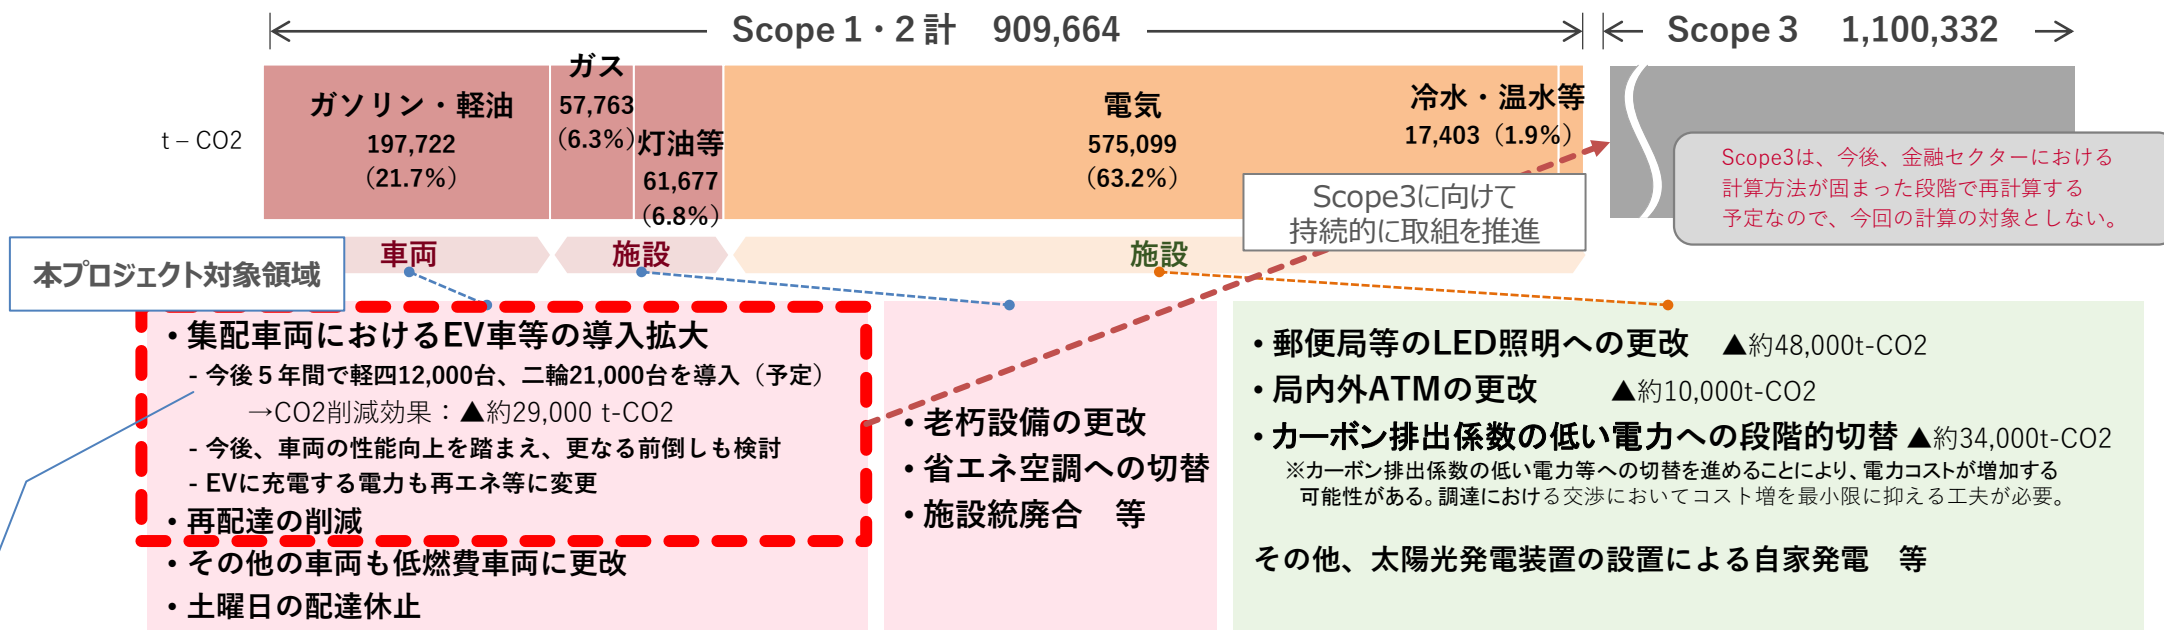 Scope 1・2 計　909,664
Scope 3　1,100,332
t – CO2
ガソリン・軽油
197,722
（21.7%）
ガス
57,763
（6.3%）
灯油等
61,677
（6.8%）
電気
575,099
（63.2%）
冷水・温水等
17,403（1.9%）
Scope3は、今後、金融セクターにおける
計算方法が固まった段階で再計算する
予定なので、今回の計算の対象としない。
Scope3に向けて
持続的に取組を推進
本プロジェクト対象領域
車両
施設
施設
・集配車両におけるEV車等の導入拡大
- 今後５年間で軽四12,000台、二輪21,000台を導入（予定）
→CO2削減効果：▲約29,000 t-CO2
- 今後、車両の性能向上を踏まえ、更なる前倒しも検討
- EVに充電する電力も再エネ等に変更
・再配達の削減
・その他の車両も低燃費車両に更改
・土曜日の配達休止
・老朽設備の更改
・省エネ空調への切替
・施設統廃合　等
・郵便局等のLED照明への更改　▲約48,000t-CO2
・局内外ATMの更改　▲約10,000t-CO2
・カーボン排出係数の低い電力への段階的切替 ▲約34,000t-CO2
※カーボン排出係数の低い電力等への切替を進めることにより、電力コストが増加する
可能性がある。調達における交渉においてコスト増を最小限に抑える工夫が必要。
その他、太陽光発電装置の設置による自家発電　等